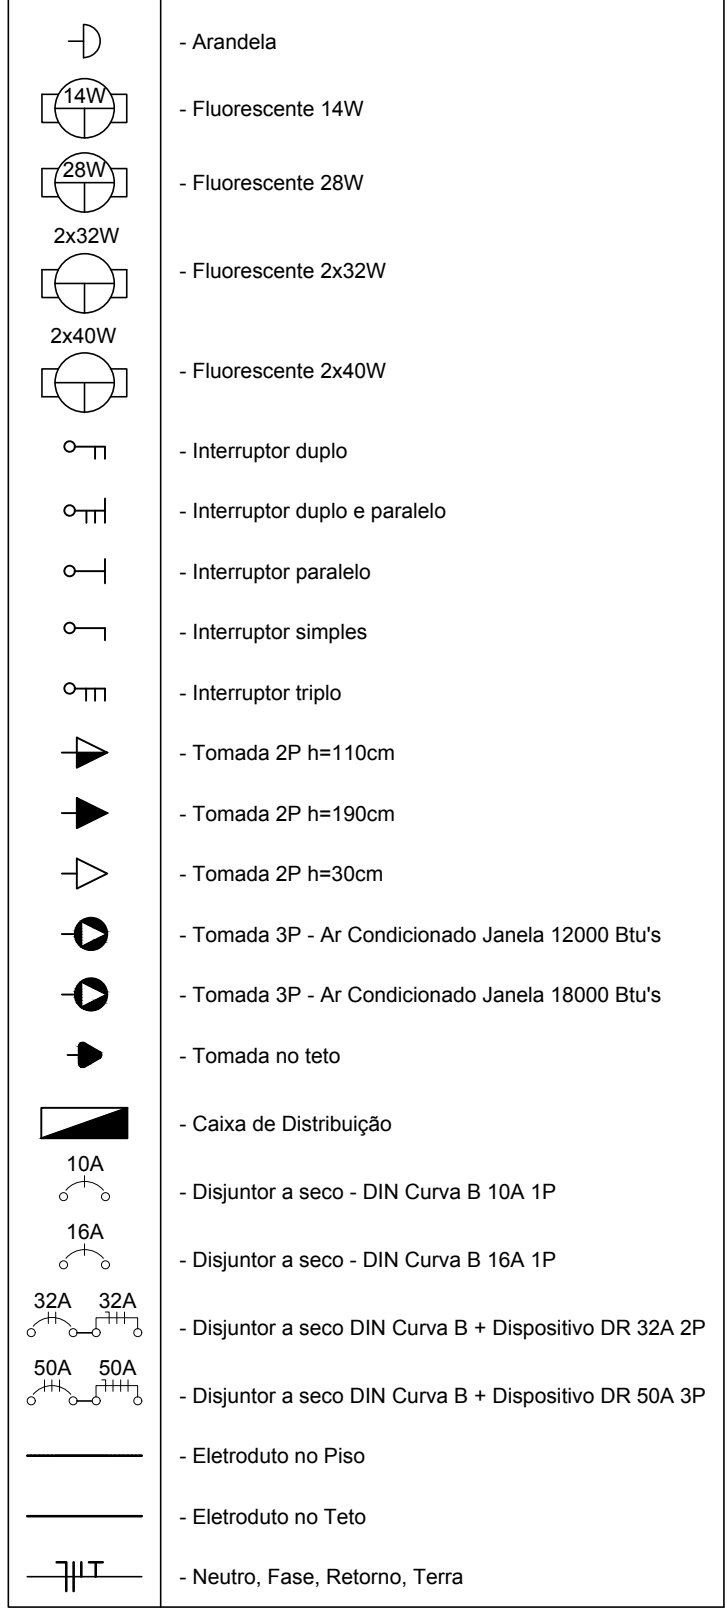 - Arandela
14W
- Fluorescente 14W
28W
- Fluorescente 28W
2x32W
- Fluorescente 2x32W
2x40W
- Fluorescente 2x40W
- Interruptor duplo
- Interruptor duplo e paralelo
- Interruptor paralelo
- Interruptor simples
- Interruptor triplo
- Tomada 2P h=110cm
- Tomada 2P h=190cm
- Tomada 2P h=30cm
- Tomada 3P - Ar Condicionado Janela 12000 Btu's
- Tomada 3P - Ar Condicionado Janela 18000 Btu's
- Tomada no teto
- Caixa de Distribuição
10A
- Disjuntor a seco - DIN Curva B 10A 1P
16A
- Disjuntor a seco - DIN Curva B 16A 1P
32A 32A
- Disjuntor a seco DIN Curva B + Dispositivo DR 32A 2P
50A 50A
- Disjuntor a seco DIN Curva B + Dispositivo DR 50A 3P
- Eletroduto no Piso
- Eletroduto no Teto
- Neutro, Fase, Retorno, Terra